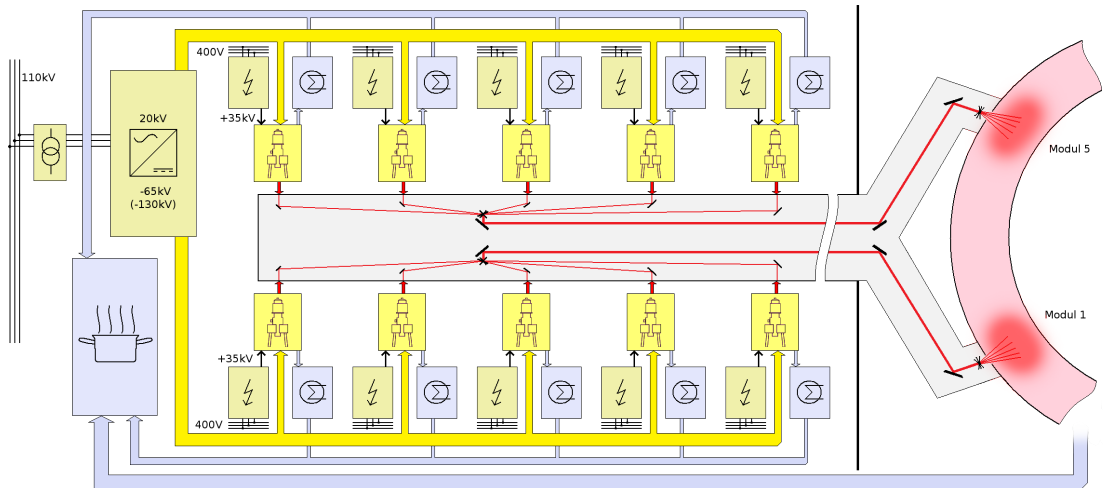 400V
110kV
+35kV
20kV
-65kV
(-130kV)
Modul 5
Modul 1
+35kV
400V